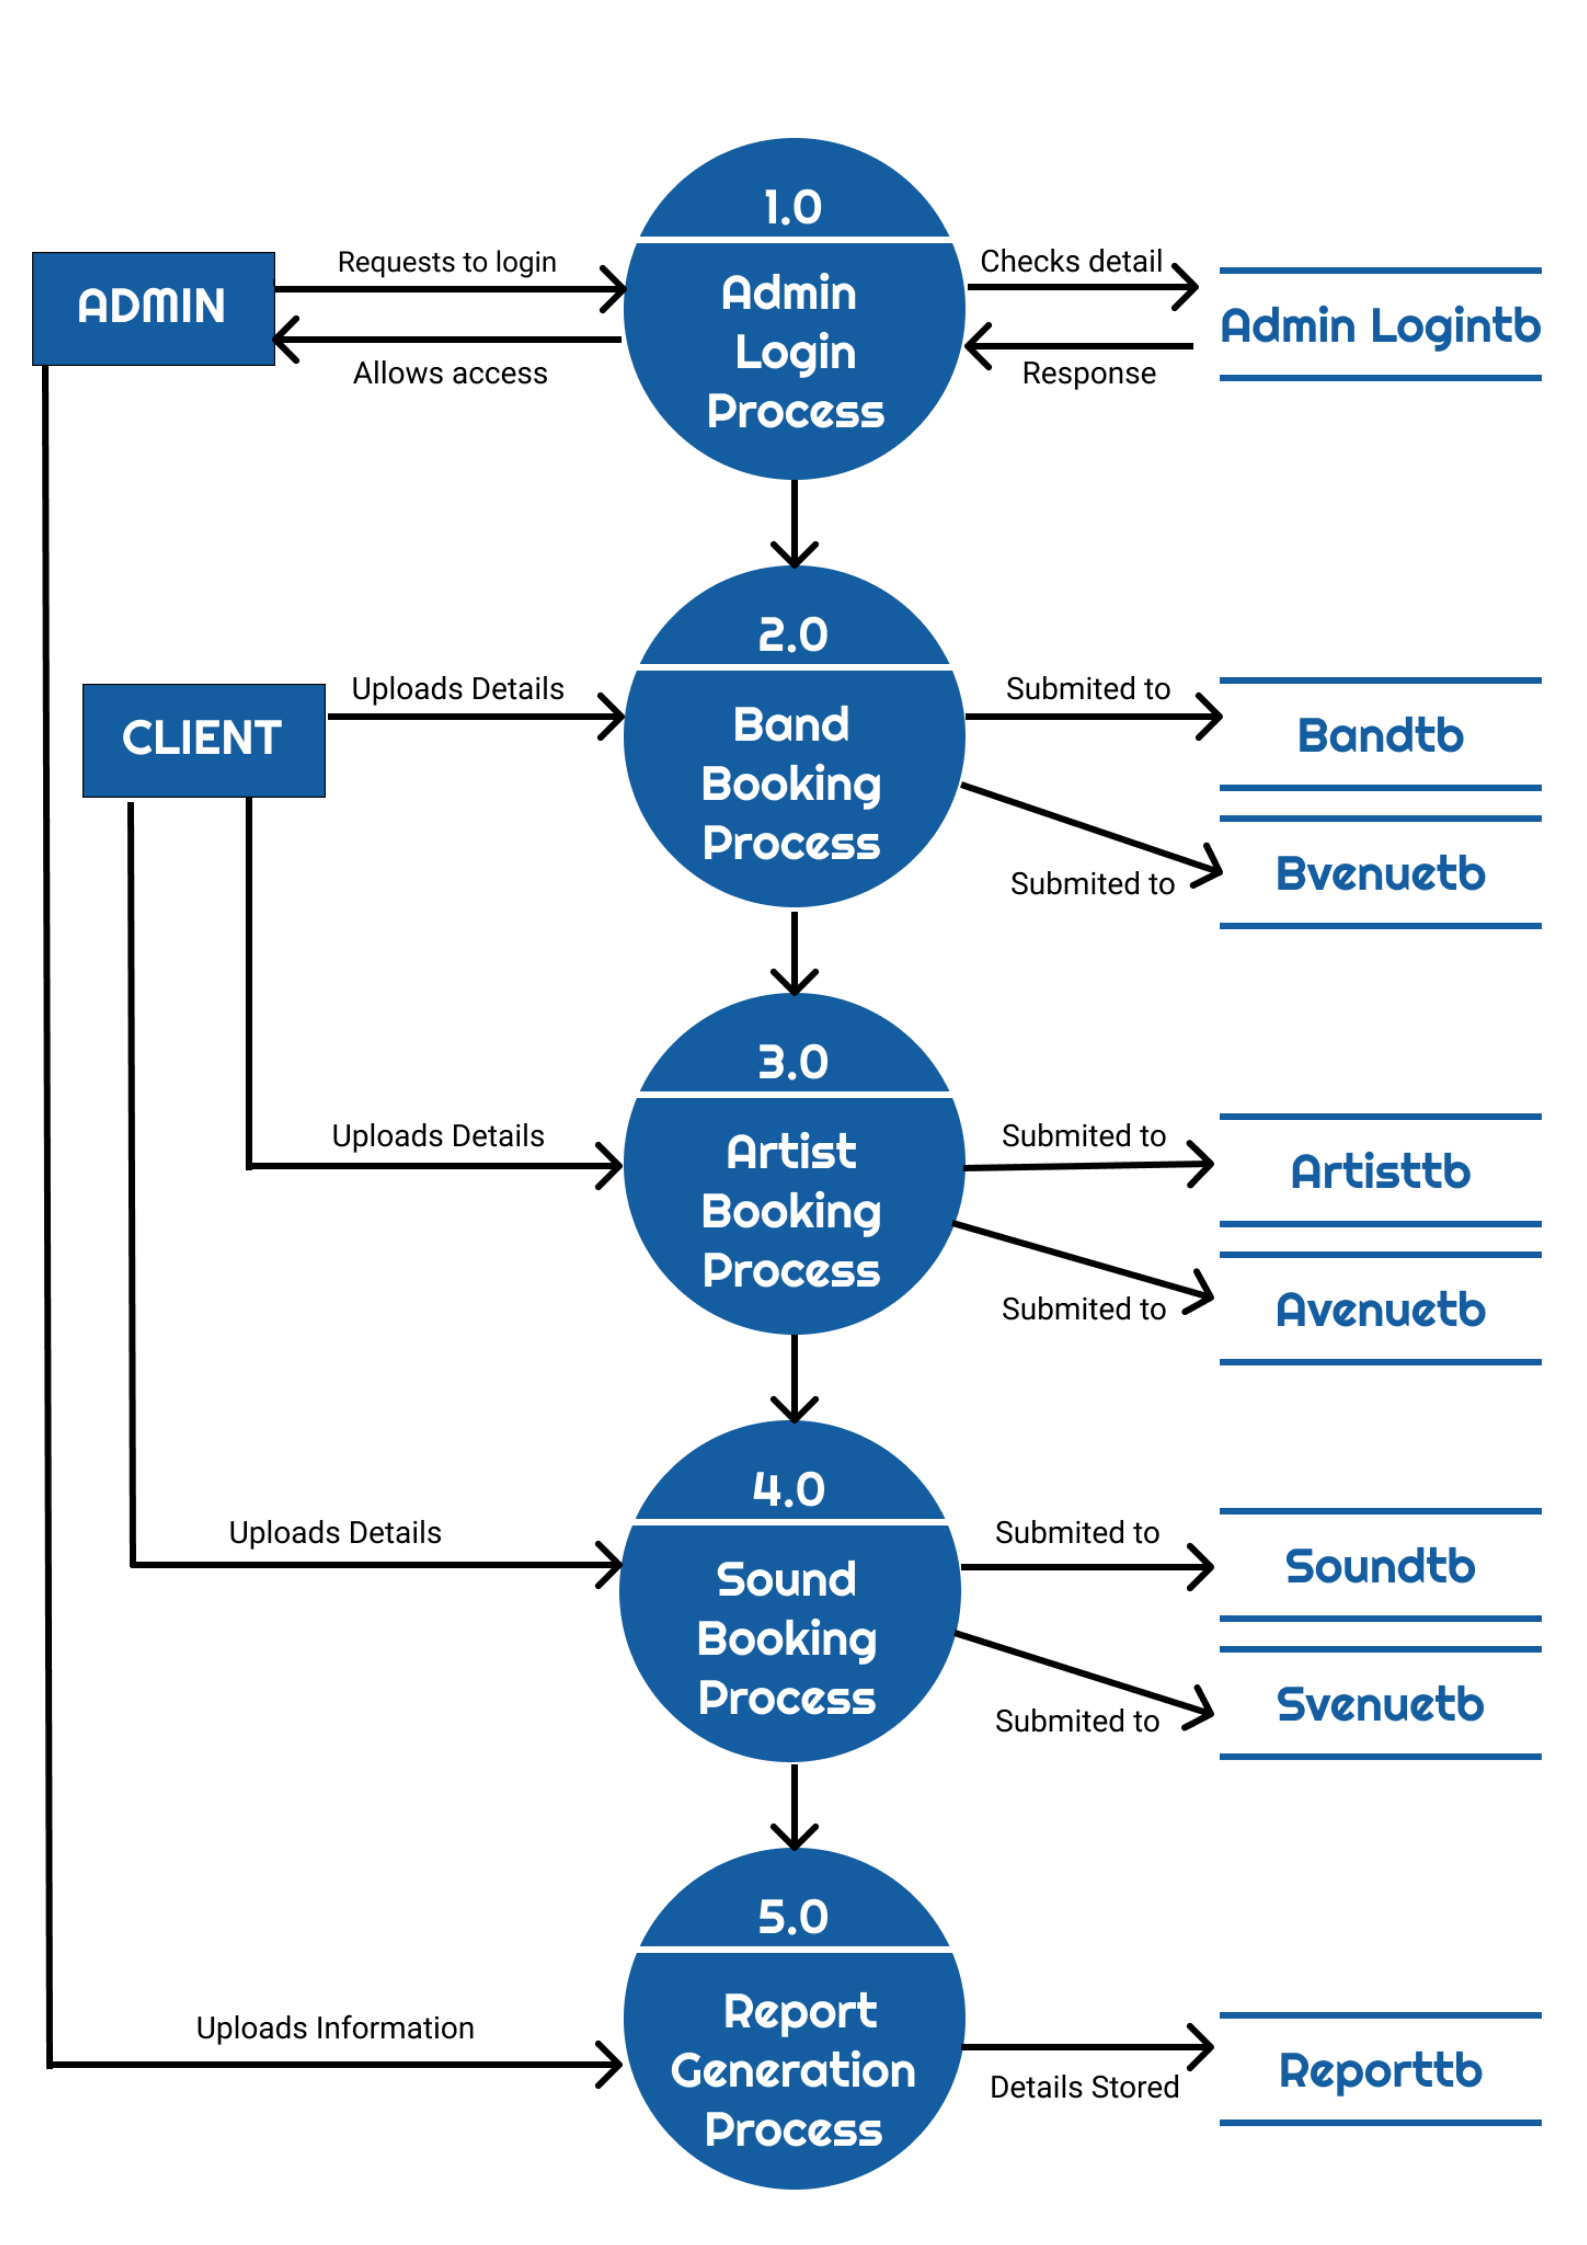 1.0
Requests to login
Checks detail
ADMIN
Admin
Login
Process
Admin Logintb
Allows access
Response
2.0
Uploads Details
Submited to
CLIENT
Band
Booking
Process
Bandtb
Bvenuetb
Submited to
3.0
Uploads Details
Submited to
Artist
Booking
Process
Artisttb
Avenuetb
Submited to
4.0
Uploads Details
Submited to
Sound
Booking
Process
Soundtb
Svenuetb
Submited to
5.0
Uploads Information
Report
Generation
Process
Reporttb
Details Stored